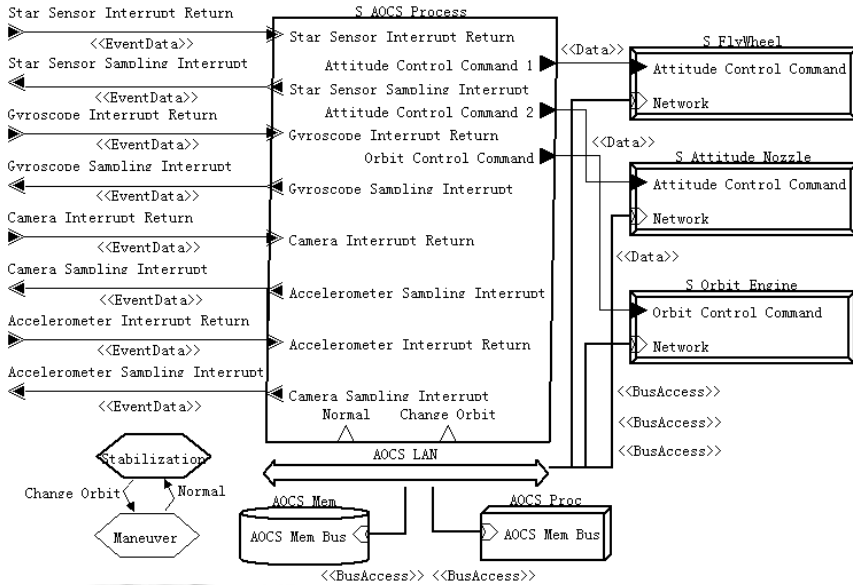 Star Sensor Interrupt Return
<<EventData>>
Star Sensor Sampling Interrupt
<<EventData>>
Gyroscope Interrupt Return
<<EventData>>
Gyroscope Sampling Interrupt
<<EventData>>
Camera Interrupt Return
<<EventData>>
Camera Sampling Interrupt
<<EventData>>
Accelerometer Interrupt Return
<<EventData>>
Accelerometer Sampling Interrupt
<<EventData>>
S AOCS Process
Star Sensor Interrupt Return
Attitude Control Command 1
Star Sensor Sampling Interrupt
Attitude Control Command 2
Gyroscope Interrupt Return
Orbit Control Command
Gyroscope Sampling Interrupt
Camera Interrupt Return
Accelerometer Sampling Interrupt
Accelerometer Interrupt Return
Camera Sampling Interrupt
Normal Change Orbit
<<Data>>
S FlyWheel
Attitude Control Command
Network
<<Data>>
S Attitude Nozzle
Attitude Control Command
Network
<<Data>>
S Orbit Engine
Orbit Control Command
Network
<<BusAccess>>
<<BusAccess>>
<<BusAccess>>
AOCS LAN
Stabilization
Change Orbit
Normal
Maneuver
AOCS Mem
AOCS Mem Bus
AOCS Proc
AOCS Mem Bus
<<BusAccess>> <<BusAccess>>